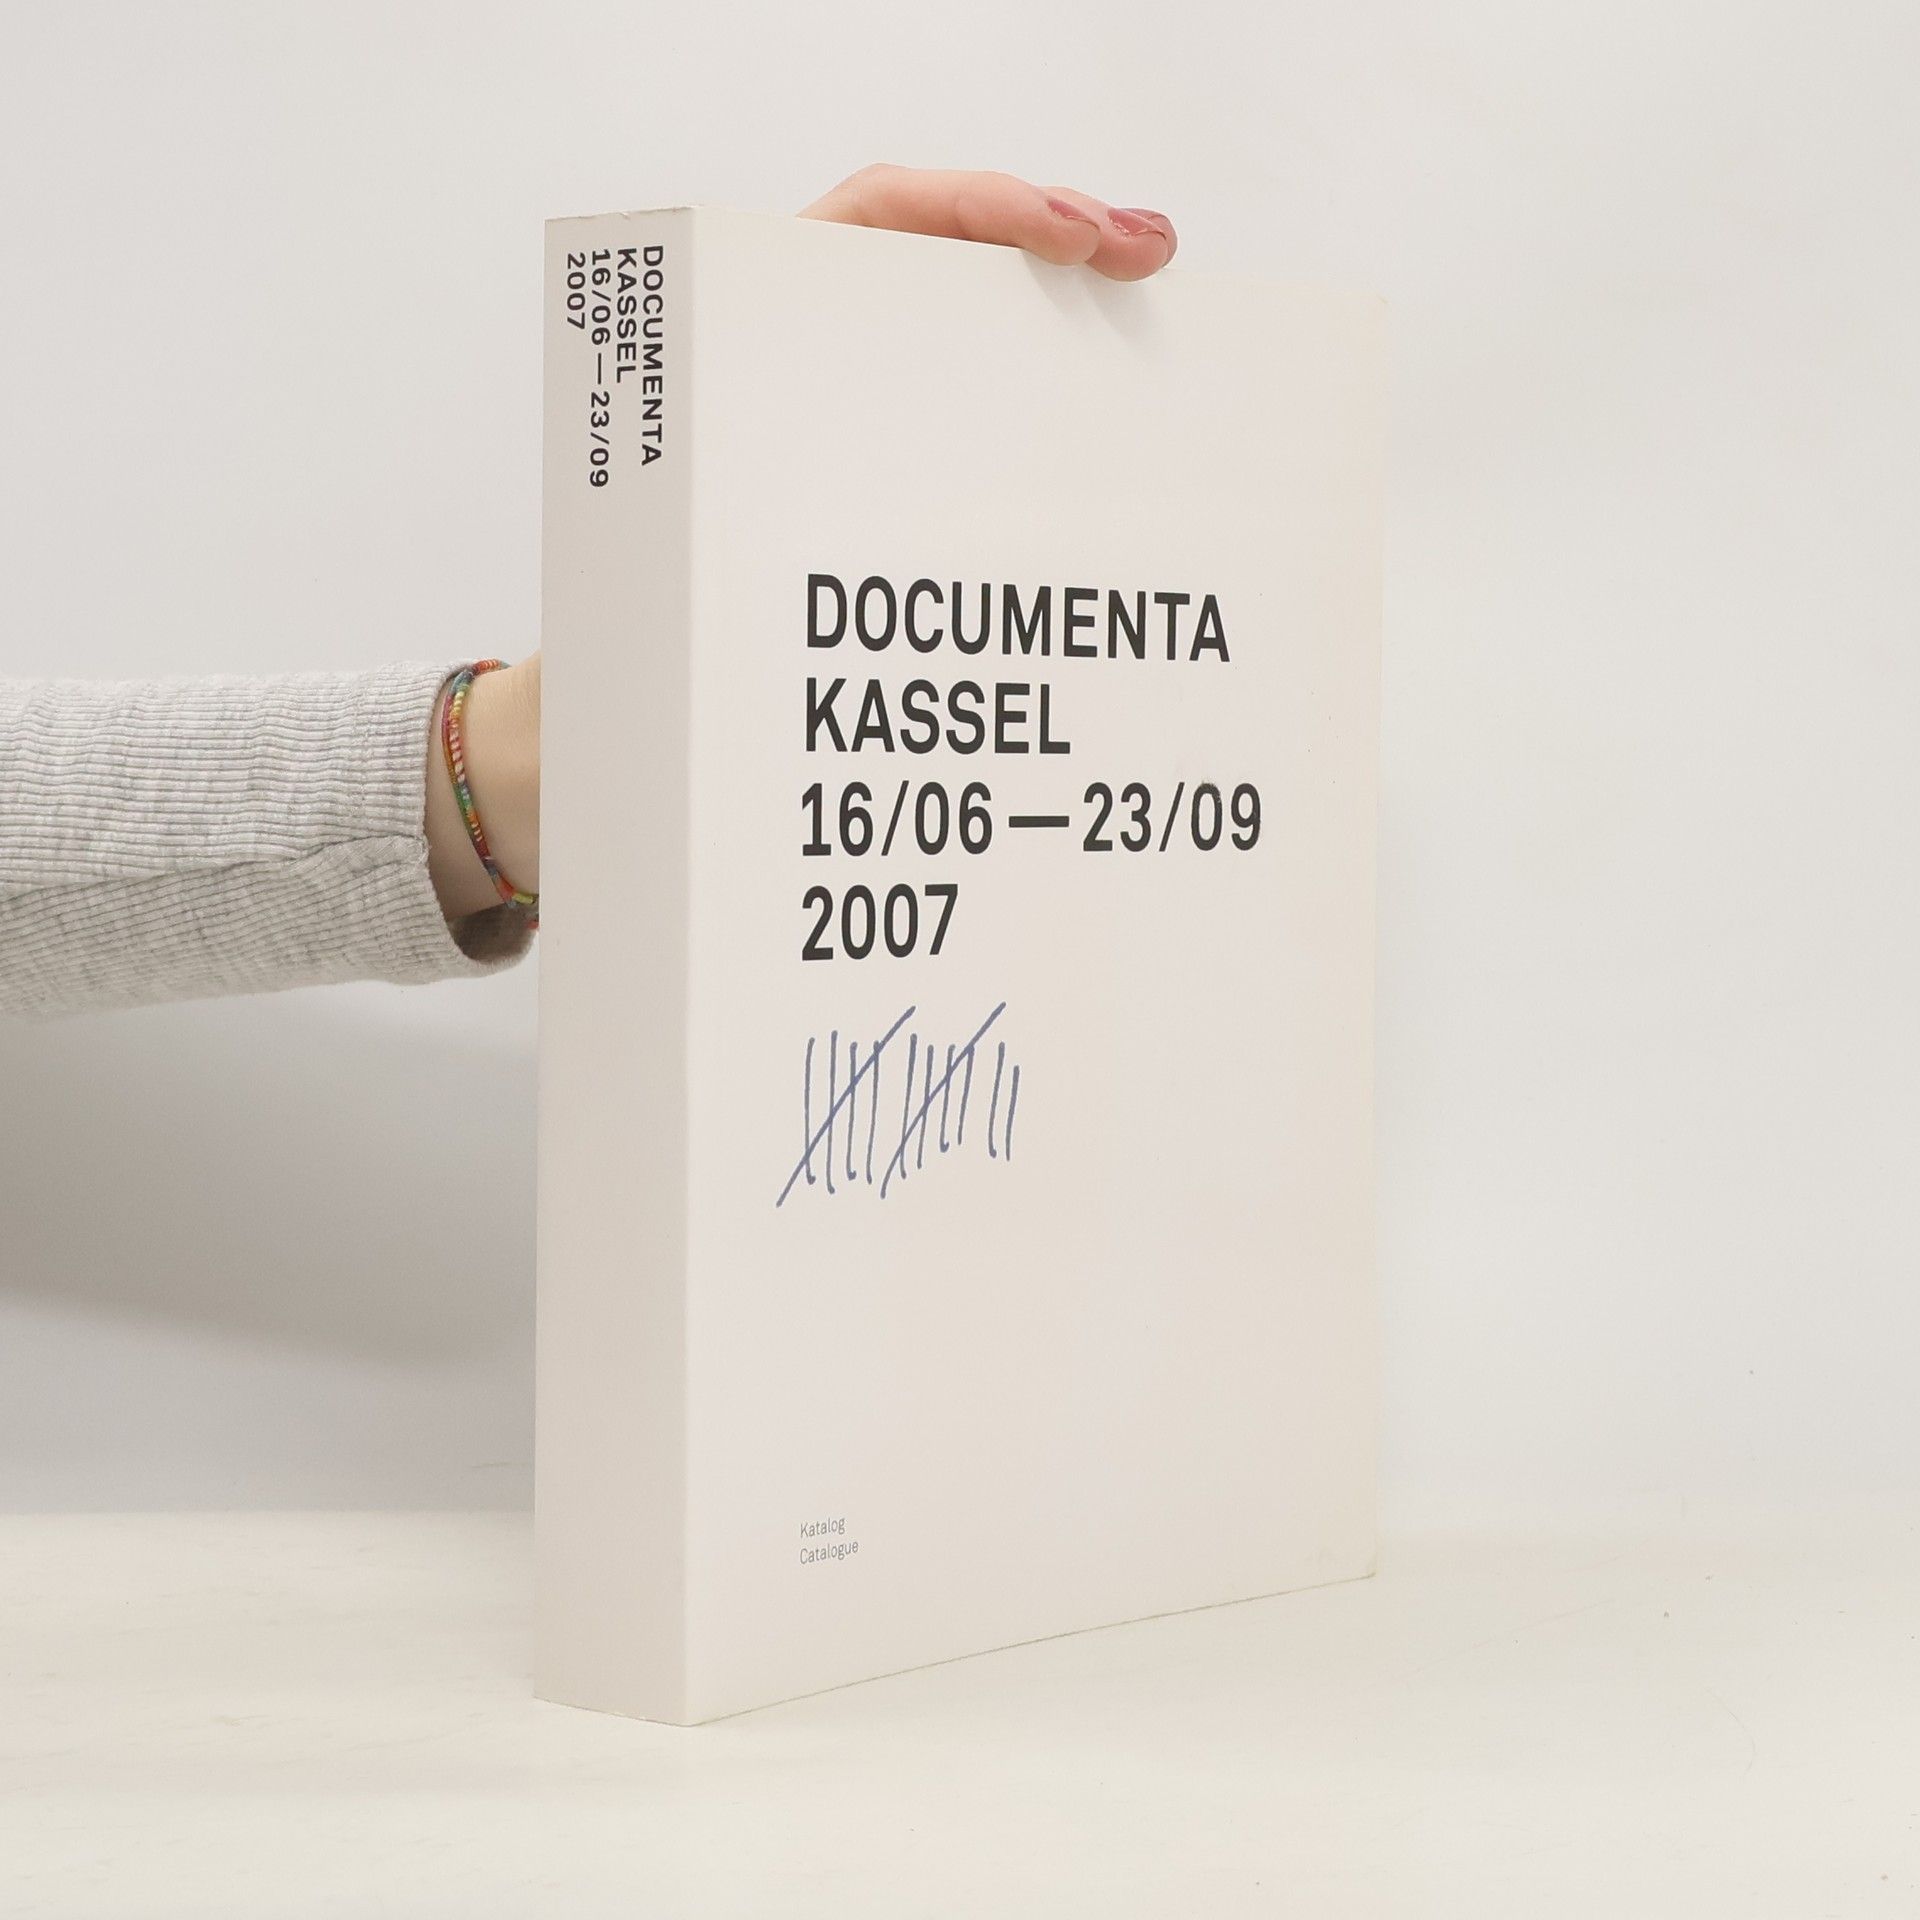 DOCUMENTA
KASSEL
16/06—23/09
2007
DOCUMENTA
KASSEL
16/06—23/09
2007
Katalog
Catalogue